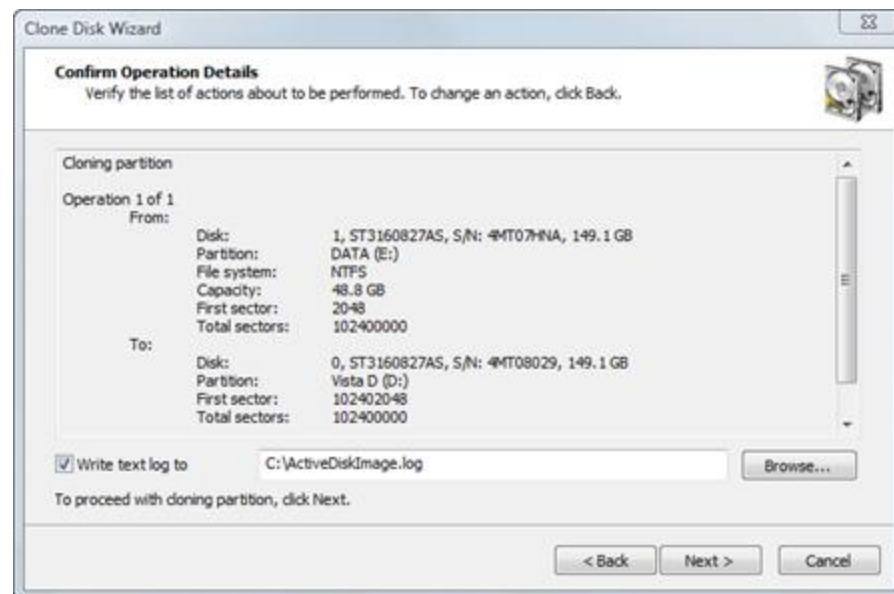 Clone Disk Wizard
Confirm Operation Details
Verify the list of actions about to be performed. To change an action, click Back.
Cloning partition
Operation 1 of 1
From:
Disk: 1, ST3160827AS, S/N: 4MT07HNA, 149.1 GB
Partition: DATA (E:)
File system: NTFS
Capacity: 48.8 GB
First sector: 2048
Total sectors: 102400000
To:
Disk: 0, ST3160827AS, S/N: 4MT08029, 149.1 GB
Partition: Vista D (D:)
First sector: 102402048
Total sectors: 102400000
Write text log to C:\ActiveDiskImage.log Browse...
To proceed with cloning partition, click Next.
< Back Next > Cancel